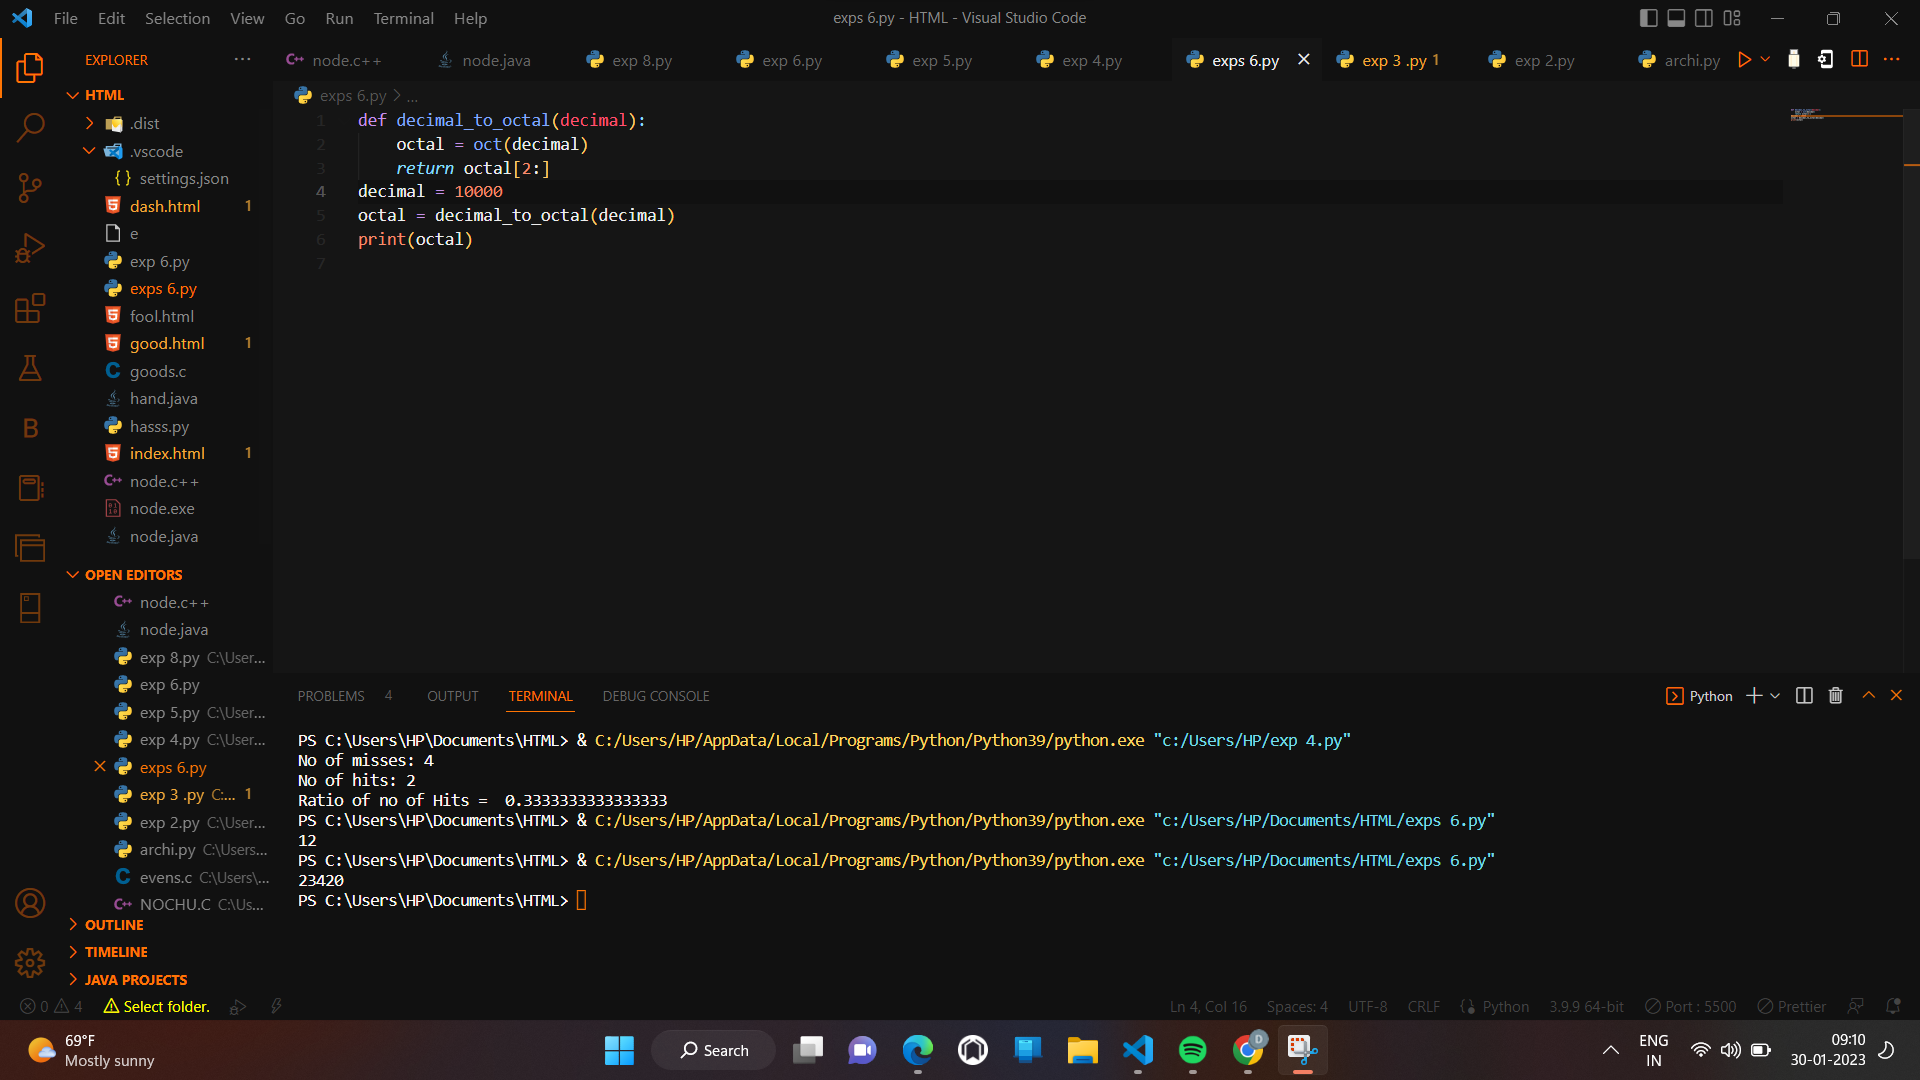 File Edit Selection View Go Run Terminal Help
exps 6.py - HTML - Visual Studio Code
EXPLORER ...
HTML
.dist
.vscode
{} settings.json
dash.html 1
e
exp 6.py
exps 6.py
fool.html
good.html 1
goods.c
hand.java
hasss.py
index.html 1
node.c++
node.exe
node.java
OPEN EDITORS
node.c++
node.java
exp 8.py C:\User...
exp 6.py
exp 5.py C:\User...
exp 4.py C:\User...
exps 6.py
exp 3 .py C:... 1
exp 2.py C:\User...
archi.py C:\Users...
evens.c C:\Users\...
NOCHU.C C:\Us...
OUTLINE
TIMELINE
JAVA PROJECTS
node.c++ node.java exp 8.py exp 6.py exp 5.py exp 4.py exps 6.py exp 3 .py 1 exp 2.py archi.py
exps 6.py > ...
1 def decimal_to_octal(decimal):
2 octal = oct(decimal)
3 return octal[2:]
4 decimal = 10000
5 octal = decimal_to_octal(decimal)
6 print(octal)
7
PROBLEMS 4 OUTPUT TERMINAL DEBUG CONSOLE
Python
PS C:\Users\HP\Documents\HTML> & C:/Users/HP/AppData/Local/Programs/Python/Python39/python.exe "c:/Users/HP/exp 4.py"
No of misses: 4
No of hits: 2
Ratio of no of Hits =  0.3333333333333333
PS C:\Users\HP\Documents\HTML> & C:/Users/HP/AppData/Local/Programs/Python/Python39/python.exe "c:/Users/HP/Documents/HTML/exps 6.py"
12
PS C:\Users\HP\Documents\HTML> & C:/Users/HP/AppData/Local/Programs/Python/Python39/python.exe "c:/Users/HP/Documents/HTML/exps 6.py"
23420
PS C:\Users\HP\Documents\HTML>
0 4 Select folder.
Ln 4, Col 16 Spaces: 4 UTF-8 CRLF {} Python 3.9.9 64-bit Port : 5500 Prettier
69°F
Mostly sunny
Search
D
ENG
IN
09:10
30-01-2023